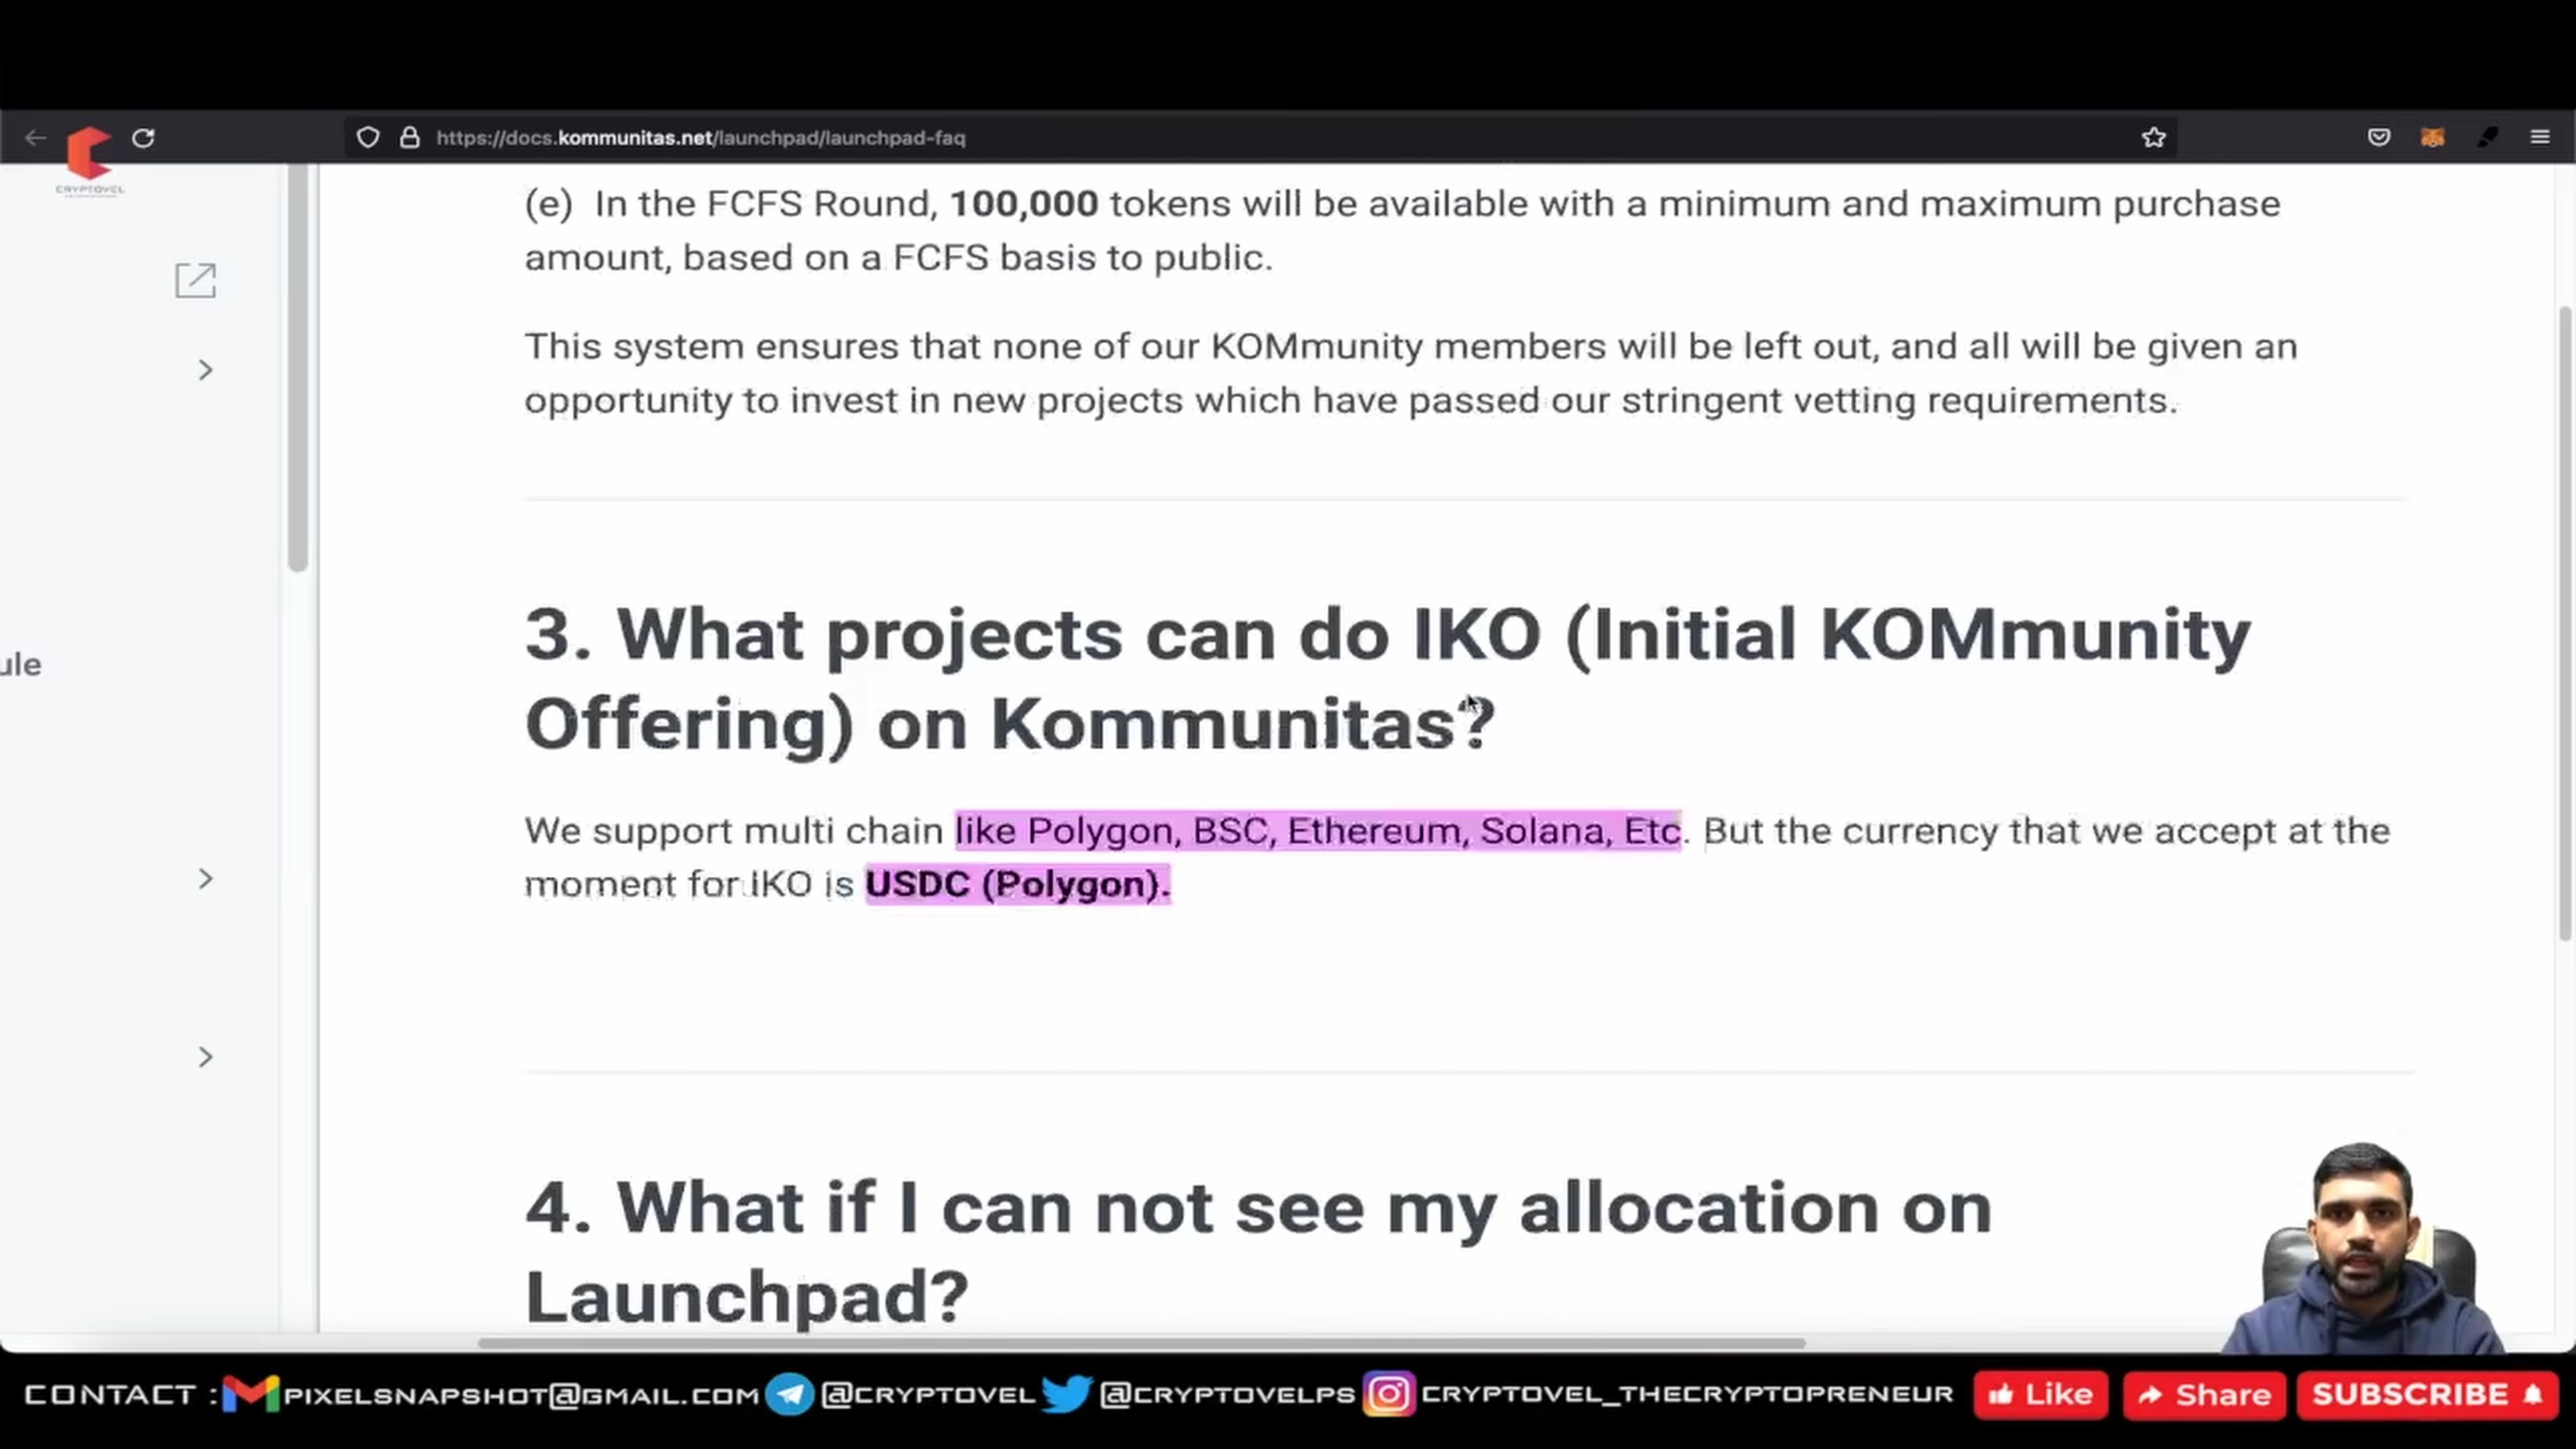 https://docs.kommunitas.net/launchpad/launchpad-faq
CRYPTOVEL
(e) In the FCFS Round, 100,000 tokens will be available with a minimum and maximum purchase
amount, based on a FCFS basis to public.
This system ensures that none of our KOMmunity members will be left out, and all will be given an
opportunity to invest in new projects which have passed our stringent vetting requirements.
ule
3. What projects can do IKO (Initial KOMmunity
Offering) on Kommunitas?
We support multi chain like Polygon, BSC, Ethereum, Solana, Etc. But the currency that we accept at the
moment for IKO is USDC (Polygon).
4. What if I can not see my allocation on
Launchpad?
CONTACT : PIXELSNAPSHOT@GMAIL.COM @CRYPTOVEL @CRYPTOVELPS CRYPTOVEL_THECRYPTOPRENEUR Like Share SUBSCRIBE